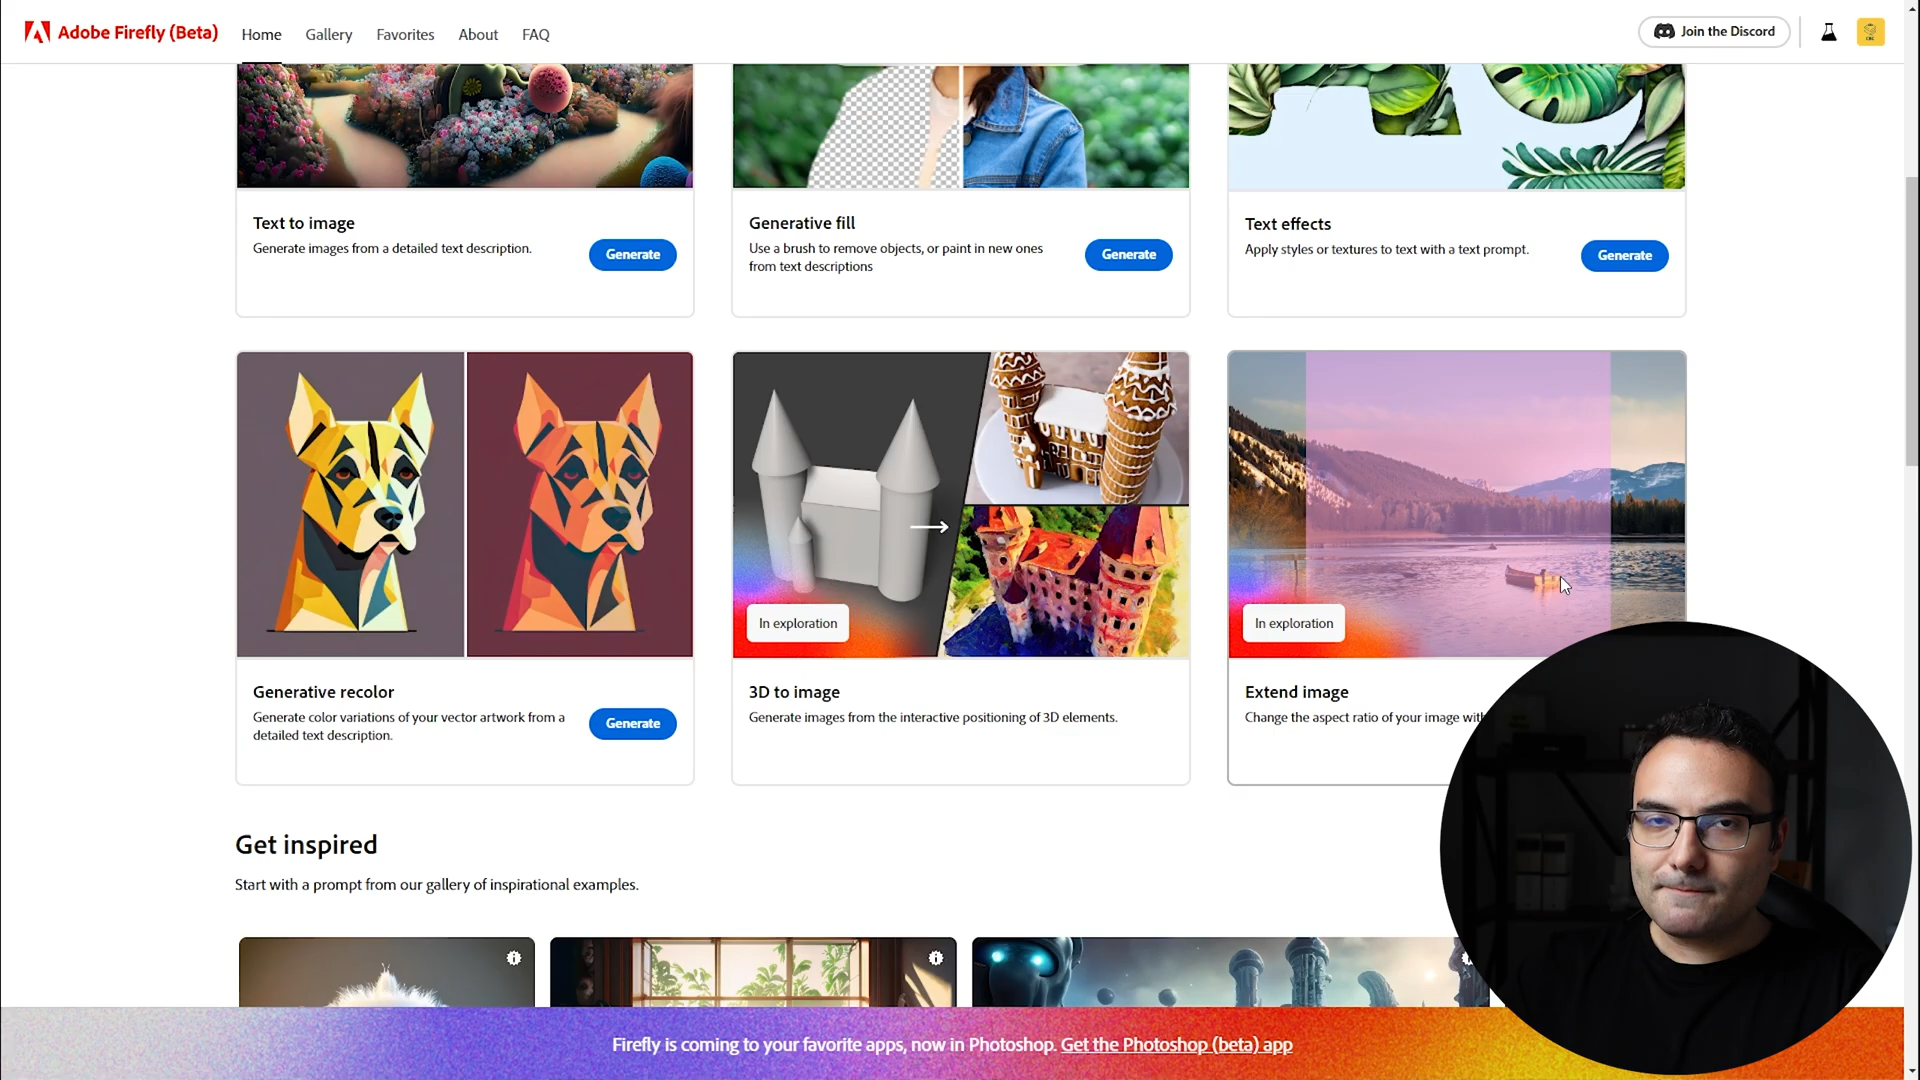 Adobe Firefly (Beta)
Home
Gallery
Favorites
About
FAQ
Join the Discord
Text to image
Generate images from a detailed text description.
Generate
Generative fill
Use a brush to remove objects, or paint in new ones
from text descriptions
Generate
Text effects
Apply styles or textures to text with a text prompt.
Generate
Generative recolor
Generate color variations of your vector artwork from a
detailed text description.
Generate
In exploration
3D to image
Generate images from the interactive positioning of 3D elements.
In exploration
Extend image
Change the aspect ratio of your image
Get inspired
Start with a prompt from our gallery of inspirational examples.
Firefly is coming to your favorite apps, now in Photoshop. Get the Photoshop (beta) app